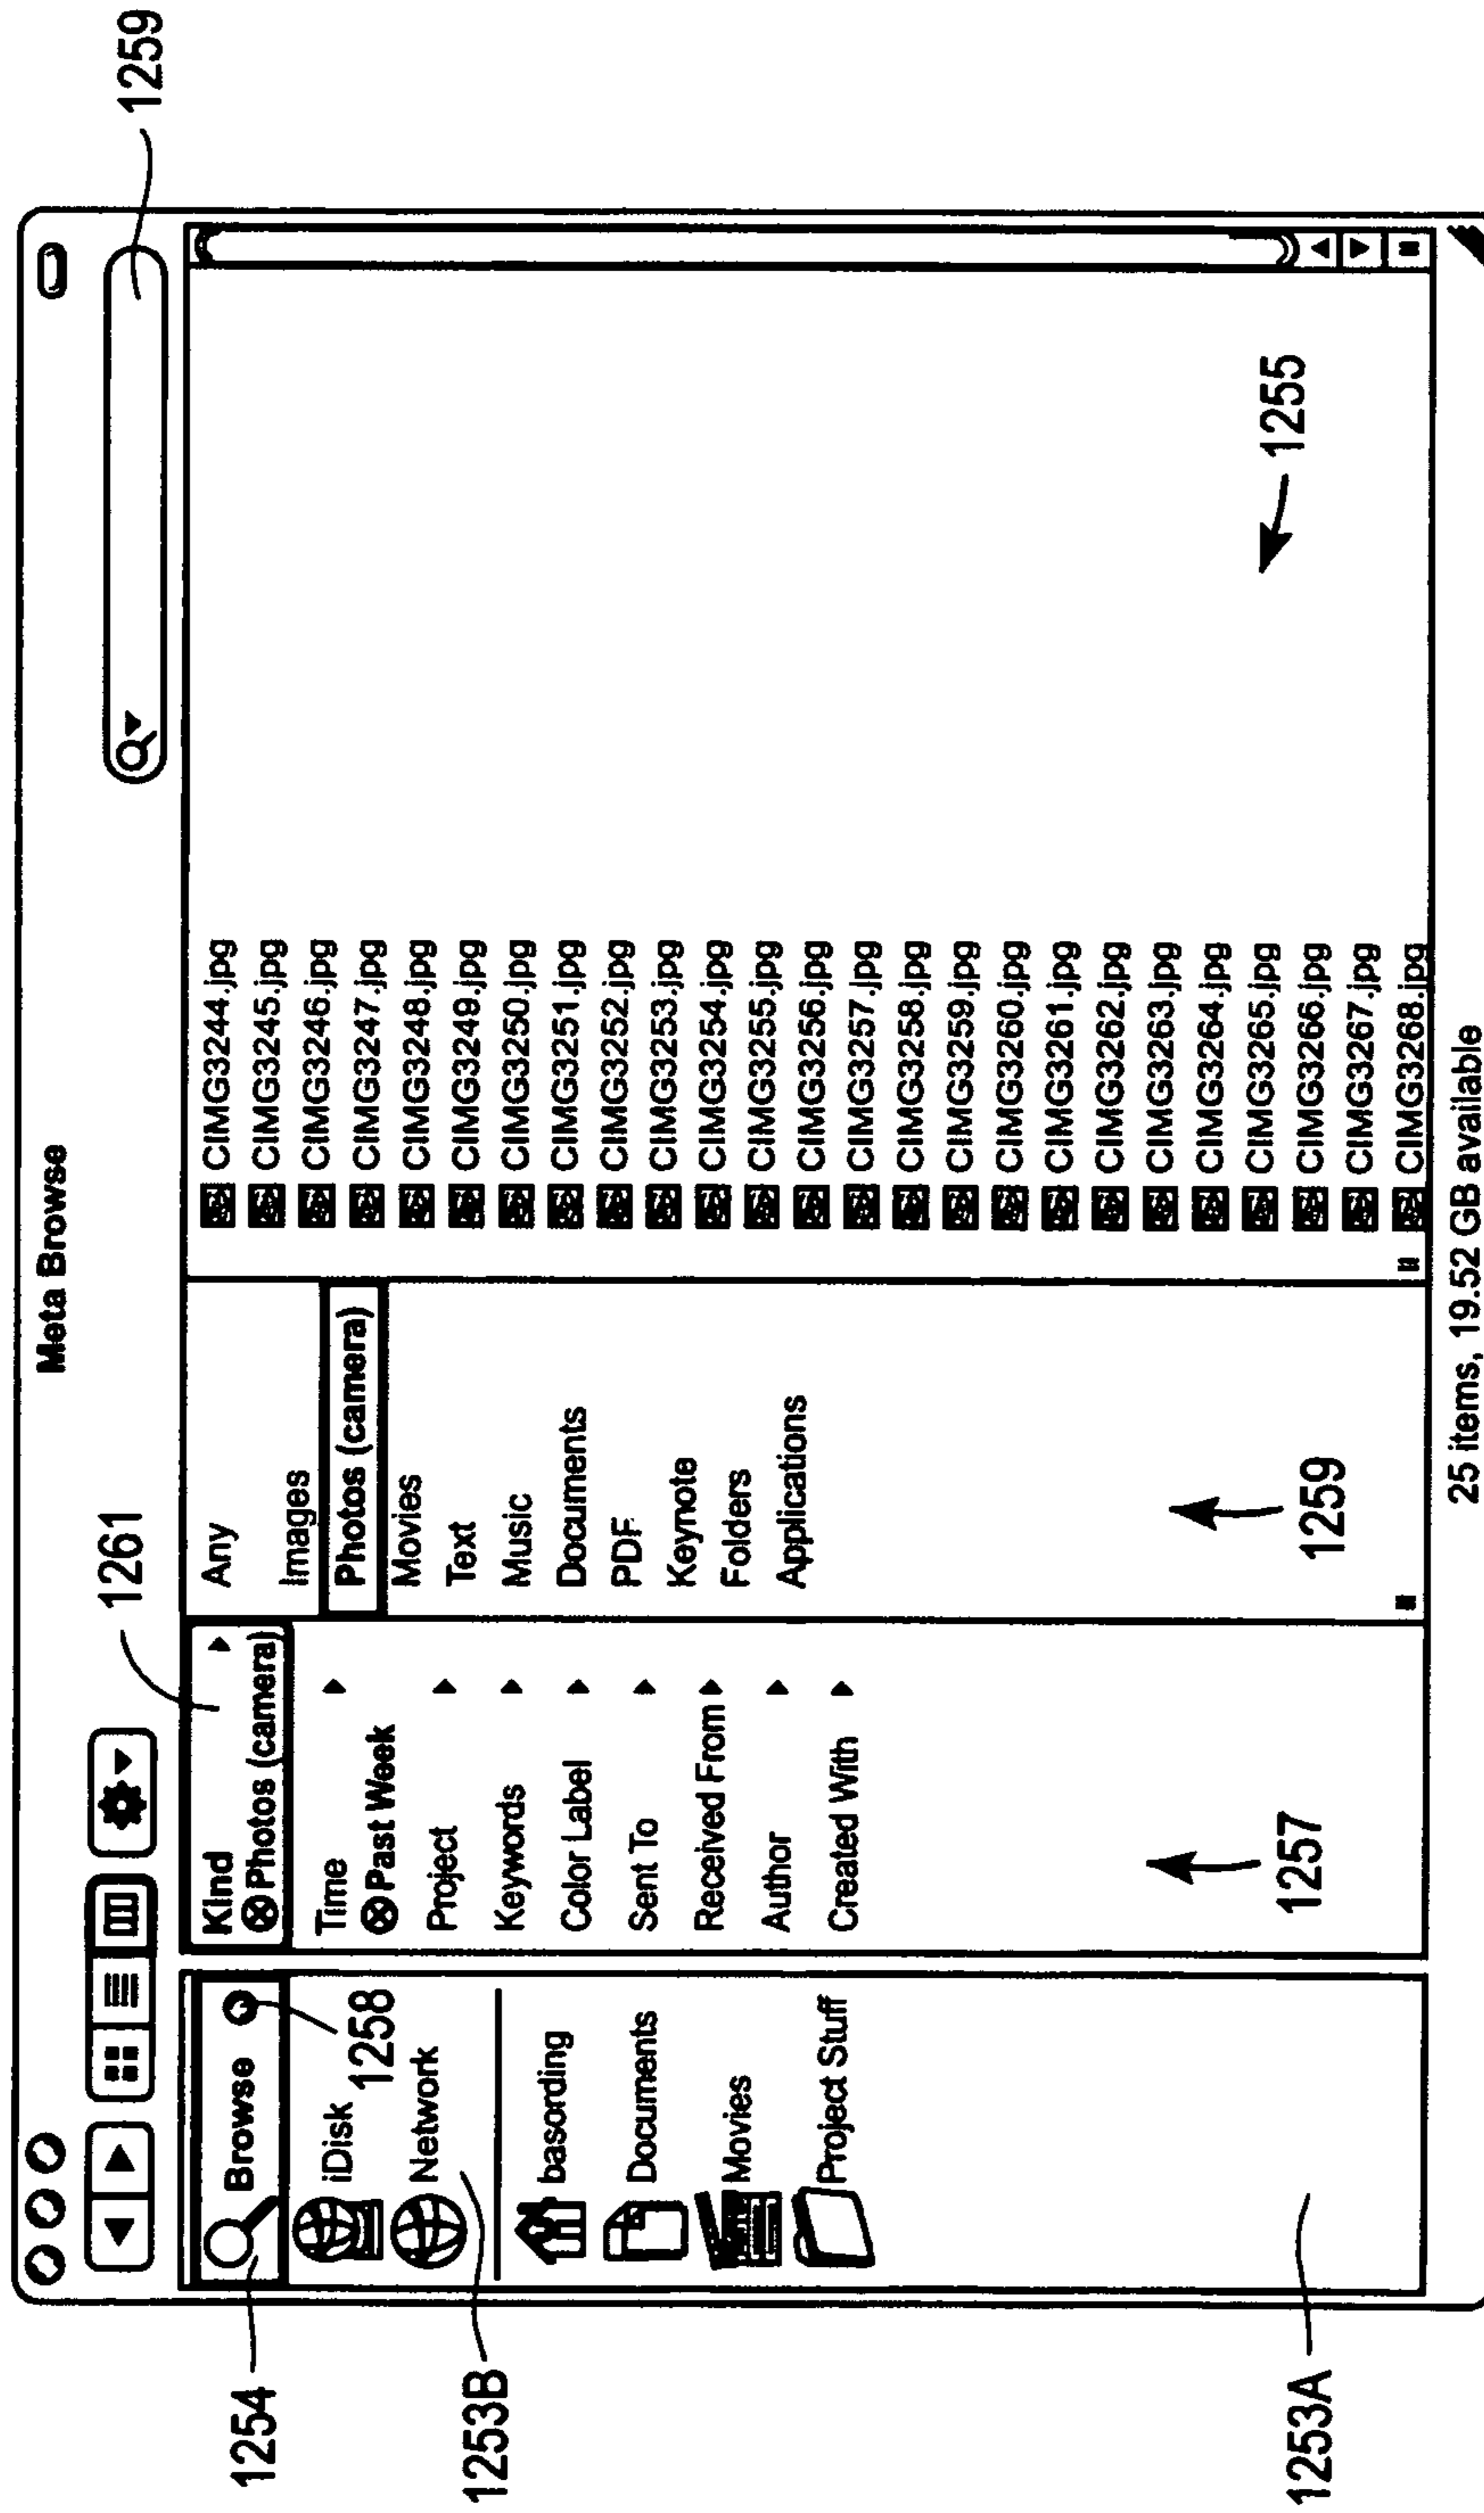 Meta Browse
1259
1261
1254
Browse
1258
iDisk
Network
1253B
basording
Documents
Movies
Project Stuff
1253A
Kind
Photos (camera)
Time
Past Week
Project
Keywords
Color Label
Sent To
Received From
Author
Created With
1257
Any
Images
Photos (camera)
Movies
Text
Music
Documents
PDF
Keynote
Folders
Applications
1259
CIMG3244.jpg
CIMG3245.jpg
CIMG3246.jpg
CIMG3247.jpg
CIMG3248.jpg
CIMG3249.jpg
CIMG3250.jpg
CIMG3251.jpg
CIMG3252.jpg
CIMG3253.jpg
CIMG3254.jpg
CIMG3255.jpg
CIMG3256.jpg
CIMG3257.jpg
CIMG3258.jpg
CIMG3259.jpg
CIMG3260.jpg
CIMG3261.jpg
CIMG3262.jpg
CIMG3263.jpg
CIMG3264.jpg
CIMG3265.jpg
CIMG3266.jpg
CIMG3267.jpg
CIMG3268.jpg
1255
25 items, 19.52 GB available